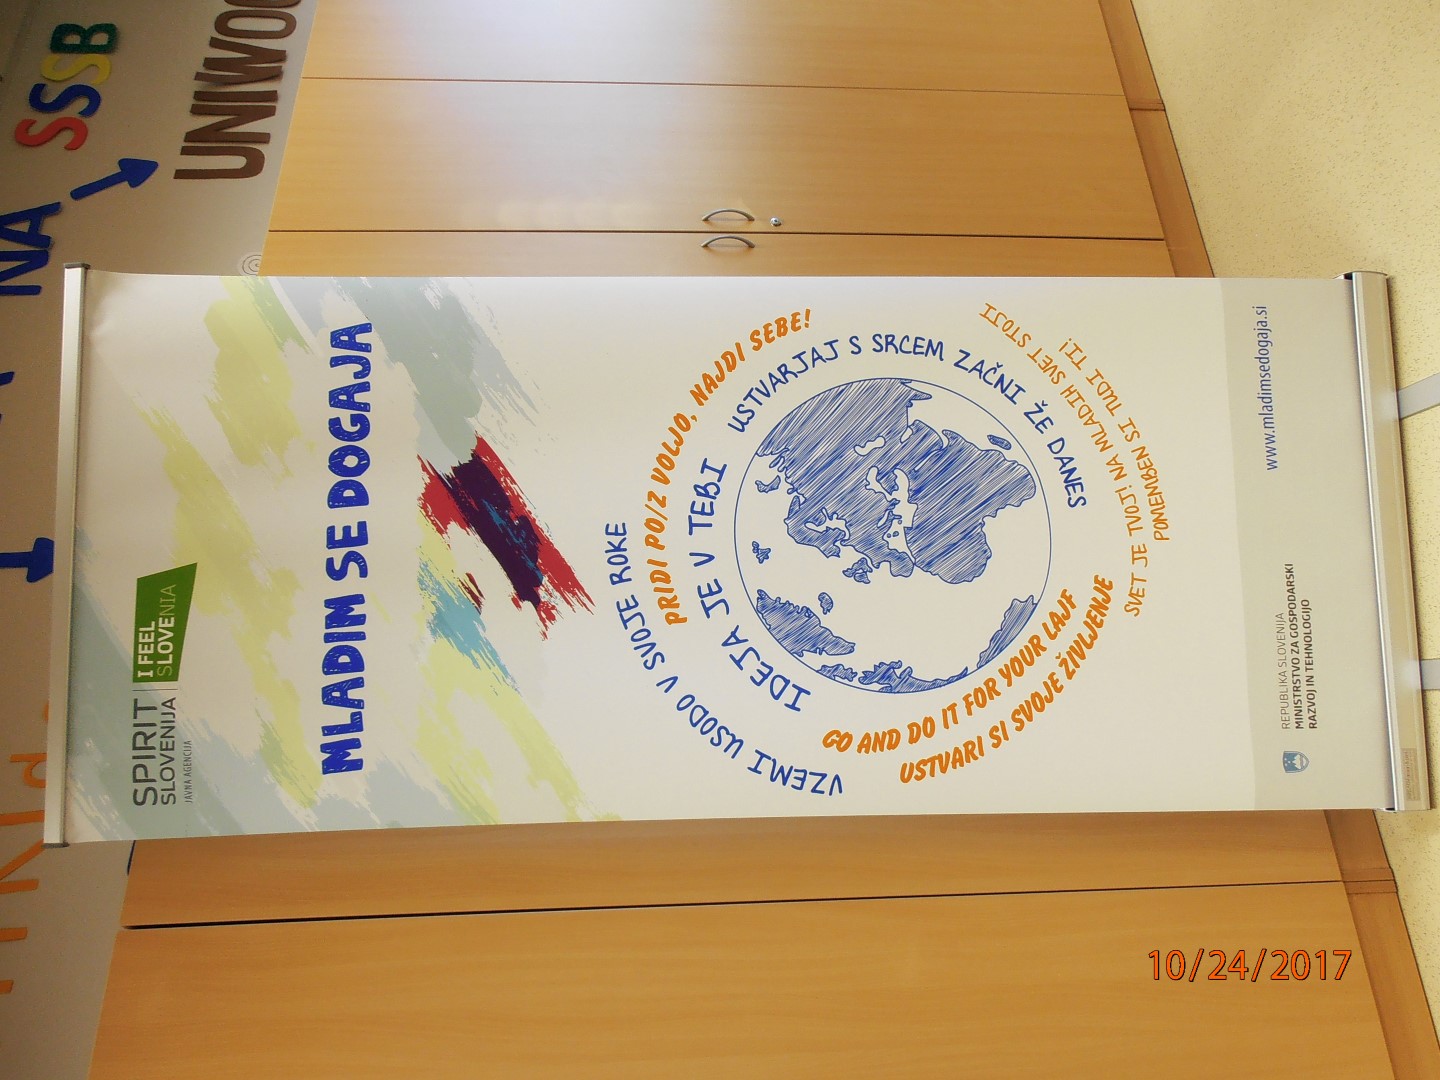 SSSB
NA
UNIWOO
SPIRIT
SLOVENIJA
JAVNA AGENCIJA
I FEEL
SLOVENIA
MLADIM SE DOGAJA
VZEMI USODO V SVOJE ROKE
PRIDI PO/Z VOLJO, NAJDI SEBE!
IDEJA JE V TEBI
USTVARJAJ S SRCEM ZAČNI ŽE DANES
GO AND DO IT FOR YOUR LAJF
USTVARI SI SVOJE ŽIVLJENJE
SVET JE TVOJ! NA MLADIH SVET STOJI
POMEMBEN SI TUDI TI!
REPUBLIKA SLOVENIJA
MINISTRSTVO ZA GOSPODARSKI
RAZVOJ IN TEHNOLOGIJO
www.mladimsedogaja.si
10/24/2017